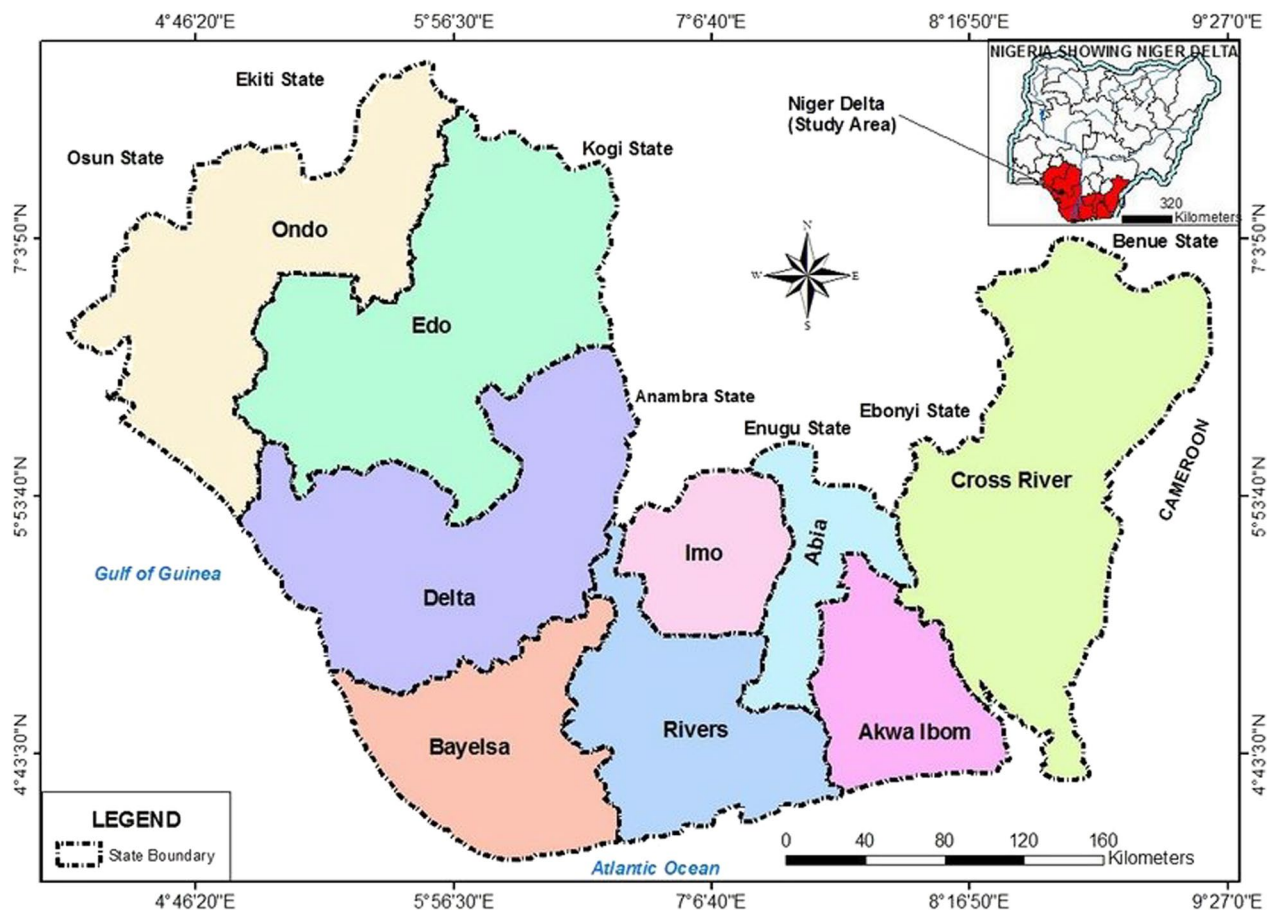 4°46'20"E 5°56'30"E 7°6'40"E 8°16'50"E 9°27'0"E
NIGERIA SHOWING NIGER DELTA
Ekiti State
Niger Delta
(Study Area)
Osun State
Kogi State
320
Kilometers
Ondo
N
W E
S
Benue State
7°3'50"N
7°3'50"N
Edo
Anambra State
Ebonyi State
Enugu State
Cross River
CAMEROON
5°53'40"N
5°53'40"N
Imo
Abia
Gulf of Guinea
Delta
Rivers
Akwa Ibom
Bayelsa
4°43'30"N
4°43'30"N
LEGEND
State Boundary
0 40 80 120 160
Kilometers
Atlantic Ocean
4°46'20"E 5°56'30"E 7°6'40"E 8°16'50"E 9°27'0"E